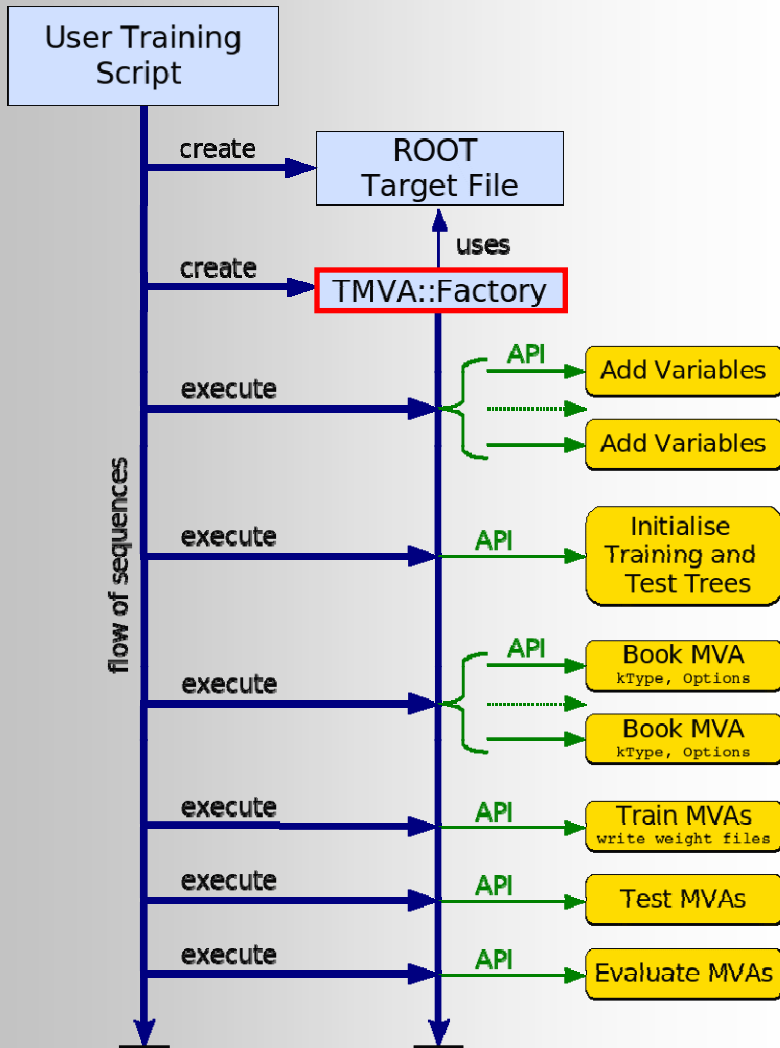 User Training
Script
create
ROOT
Target File
uses
create
TMVA::Factory
API
Add Variables
execute
Add Variables
flow of sequences
execute
API
Initialise
Training and
Test Trees
API
Book MVA
kType, Options
execute
Book MVA
kType, Options
execute
API
Train MVAs
write weight files
execute
API
Test MVAs
execute
API
Evaluate MVAs